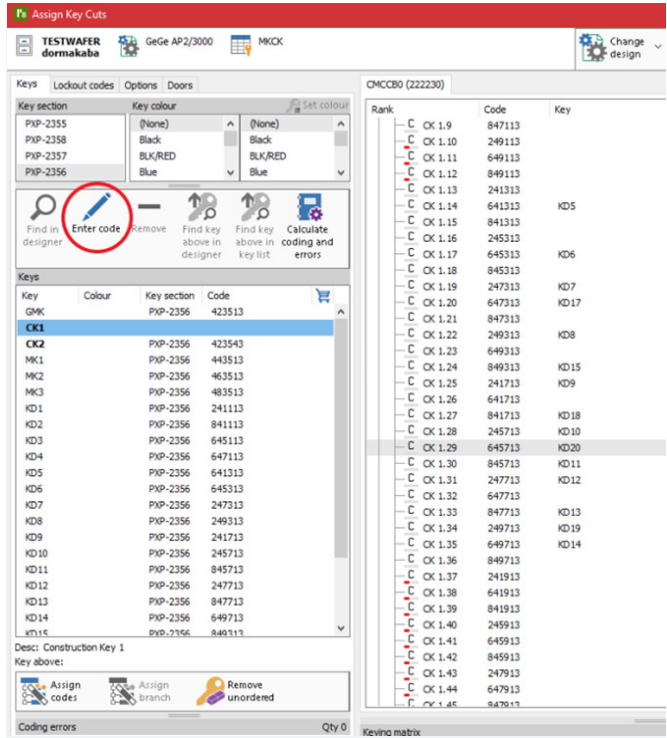 Assign Key Cuts
TESTWAFER
dormakaba
GeGe AP2/3000
MKCK
Change
design
Keys Lockout codes Options Doors
Key section Key colour Set colour
PXP-2355 (None) (None)
PXP-2358 Black Black
PXP-2357 BLK/RED BLK/RED
PXP-2356 Blue Blue
Find in
designer
Enter code
Remove
Find key
above in
designer
Find key
above in
key list
Calculate
coding and
errors
Keys
Key Colour Key section Code
GMK PXP-2356 423513
CK1
CK2 PXP-2356 423543
MK1 PXP-2356 443513
MK2 PXP-2356 463513
MK3 PXP-2356 483513
KD1 PXP-2356 241113
KD2 PXP-2356 841113
KD3 PXP-2356 645113
KD4 PXP-2356 647113
KD5 PXP-2356 641313
KD6 PXP-2356 645313
KD7 PXP-2356 247313
KD8 PXP-2356 249313
KD9 PXP-2356 241713
KD10 PXP-2356 245713
KD11 PXP-2356 845713
KD12 PXP-2356 247713
KD13 PXP-2356 847713
KD14 PXP-2356 649713
KD15 PXP-2356 849313
Desc: Construction Key 1
Key above:
Assign
codes
Assign
branch
Remove
unordered
Coding errors Qty 0
CMCCB0 (222230)
Rank Code Key
C CK 1.9 847113
C CK 1.10 249113
C CK 1.11 649113
C CK 1.12 849113
C CK 1.13 241313
C CK 1.14 641313 KD5
C CK 1.15 841313
C CK 1.16 245313
C CK 1.17 645313 KD6
C CK 1.18 845313
C CK 1.19 247313 KD7
C CK 1.20 647313 KD17
C CK 1.21 847313
C CK 1.22 249313 KD8
C CK 1.23 649313
C CK 1.24 849313 KD15
C CK 1.25 241713 KD9
C CK 1.26 641713
C CK 1.27 841713 KD18
C CK 1.28 245713 KD10
C CK 1.29 645713 KD20
C CK 1.30 845713 KD11
C CK 1.31 247713 KD12
C CK 1.32 647713
C CK 1.33 847713 KD13
C CK 1.34 249713 KD19
C CK 1.35 649713 KD14
C CK 1.36 849713
C CK 1.37 241913
C CK 1.38 641913
C CK 1.39 841913
C CK 1.40 245913
C CK 1.41 645913
C CK 1.42 845913
C CK 1.43 247913
C CK 1.44 647913
C CK 1.45 847913
Keying matrix